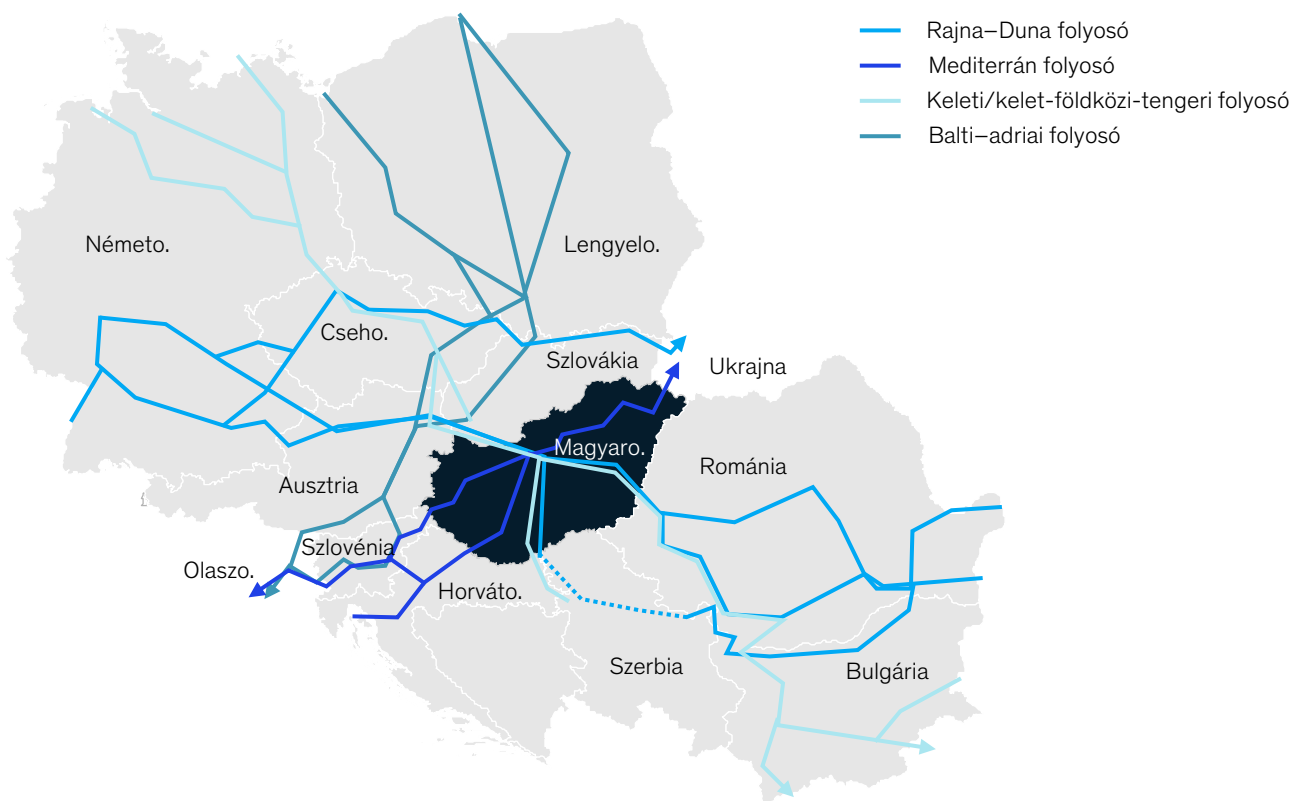 Rajna–Duna folyosó
Mediterrán folyosó
Keleti/kelet-földközi-tengeri folyosó
Balti–adriai folyosó
Németo.
Lengyelo.
Cseho.
Szlovákia
Ukrajna
Magyaro.
Románia
Ausztria
Szlovénia
Olaszo.
Horváto.
Szerbia
Bulgária